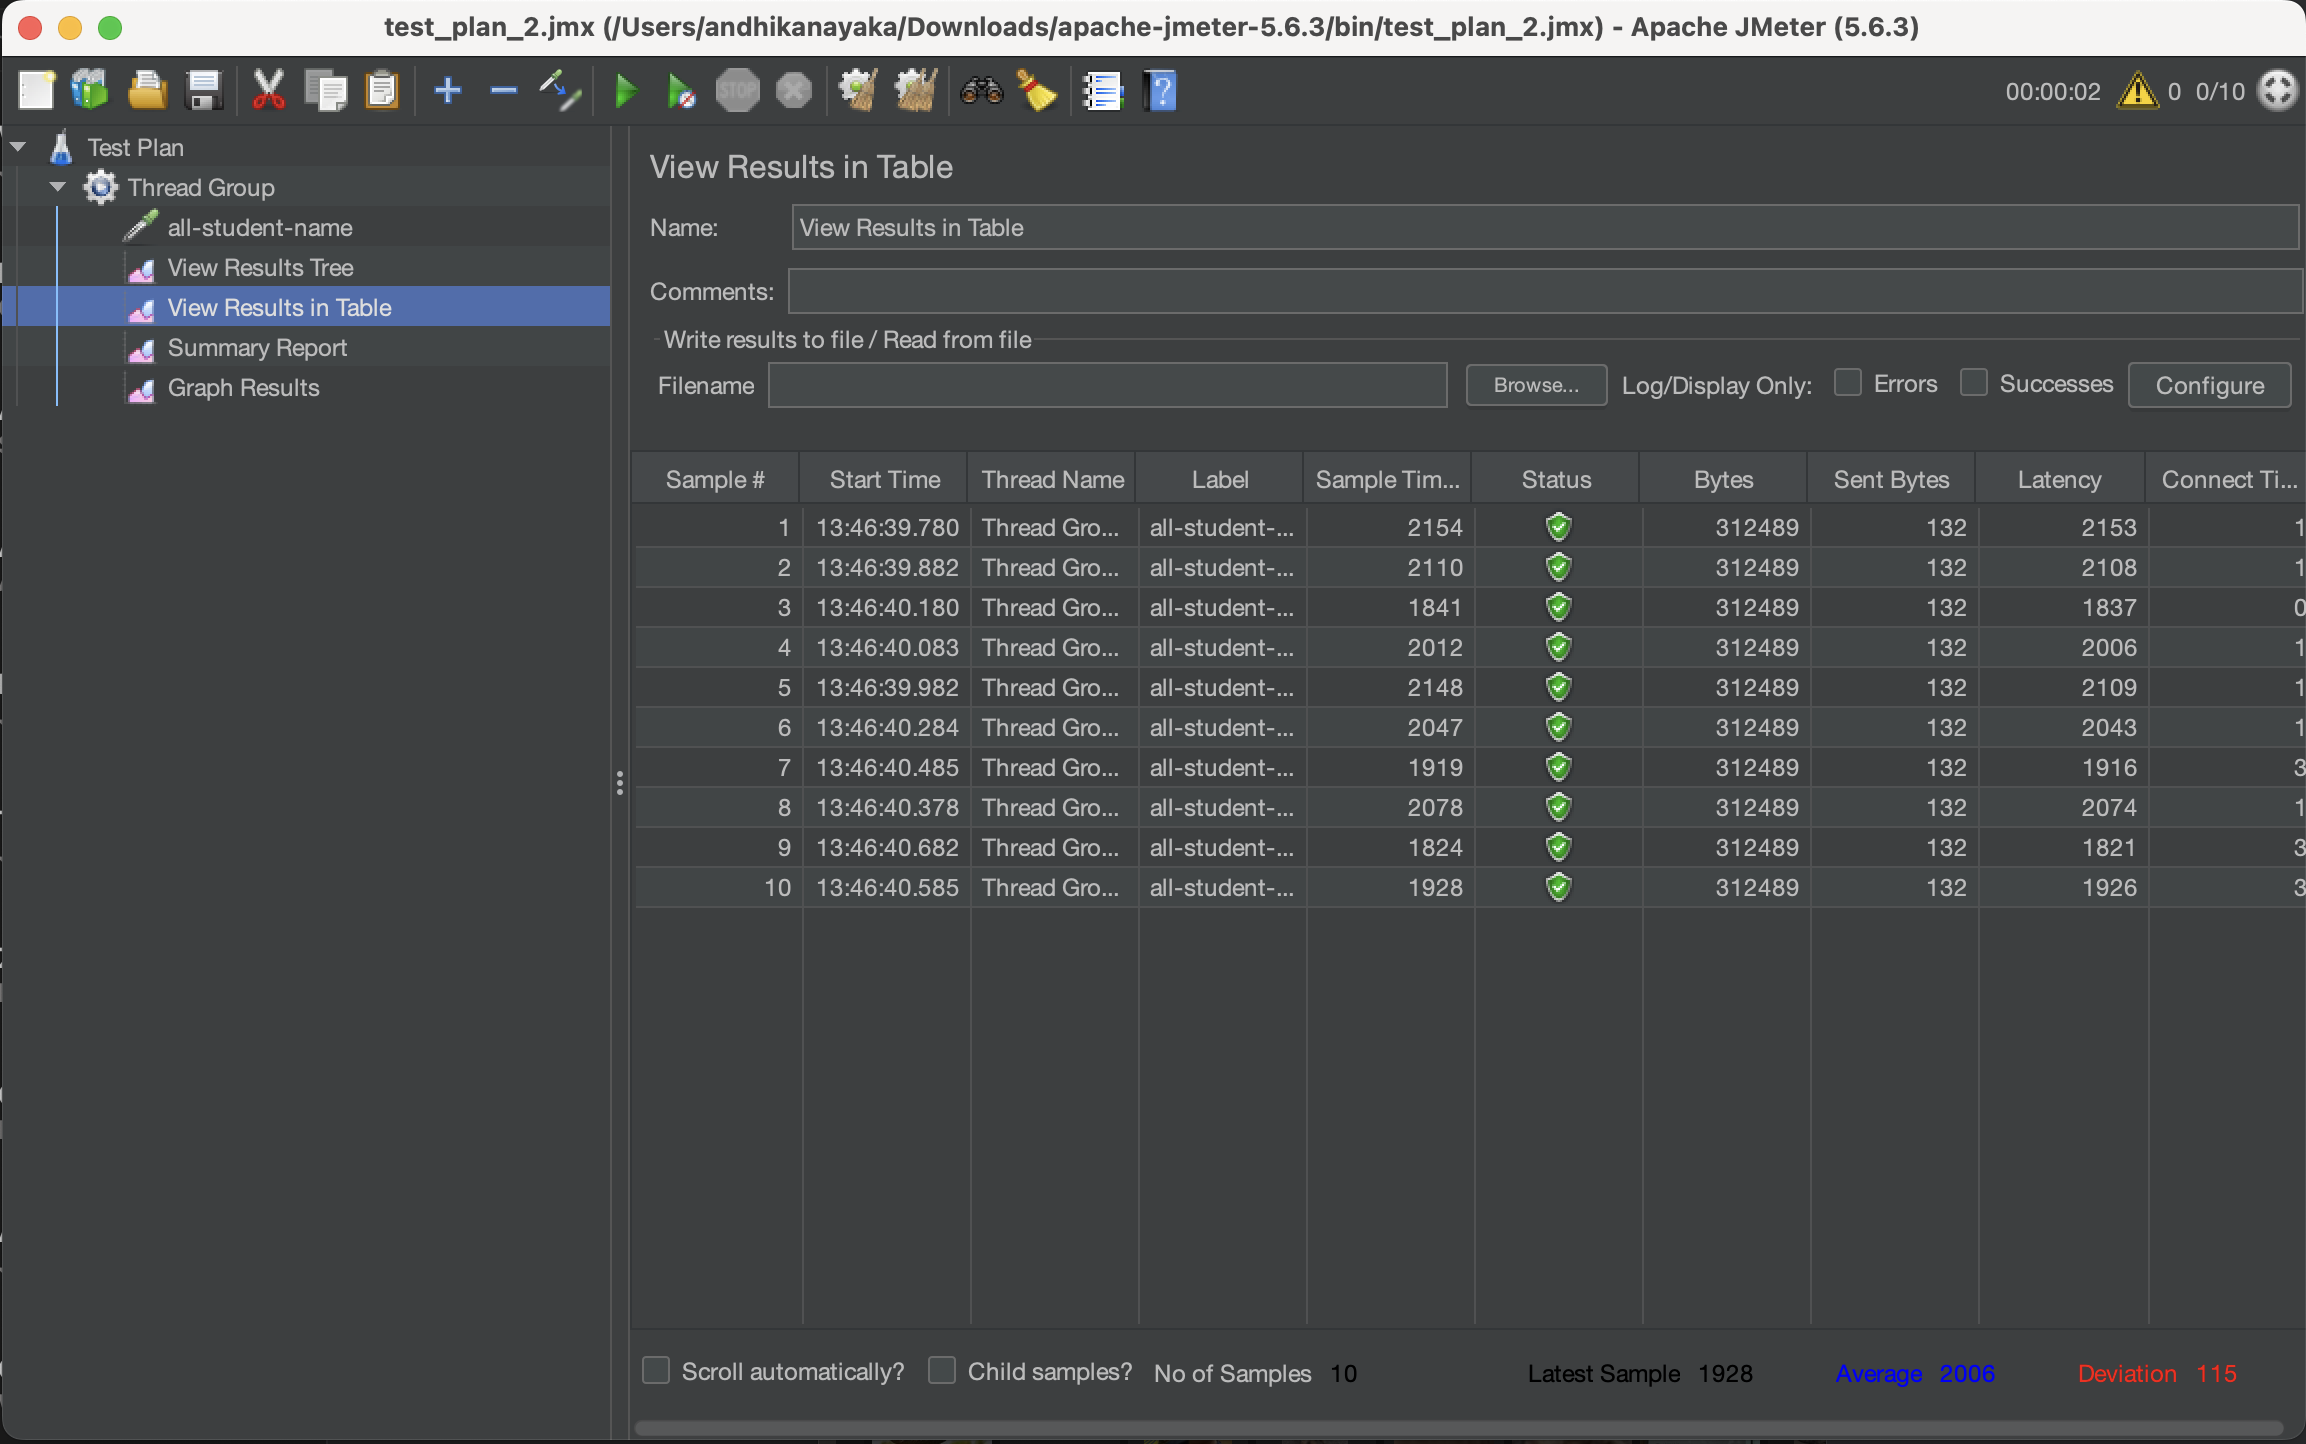 test_plan_2.jmx (/Users/andhikanayaka/Downloads/apache-jmeter-5.6.3/bin/test_plan_2.jmx) - Apache JMeter (5.6.3)
STOP 00:00:02 0 0/10
Test Plan
Thread Group
all-student-name
View Results Tree
View Results in Table
Summary Report
Graph Results
View Results in Table
Name: View Results in Table
Comments:
Write results to file / Read from file
Filename Browse... Log/Display Only: Errors Successes Configure
Sample # Start Time Thread Name Label Sample Tim... Status Bytes Sent Bytes Latency Connect Ti...
1 13:46:39.780 Thread Gro... all-student-... 2154 312489 132 2153 1
2 13:46:39.882 Thread Gro... all-student-... 2110 312489 132 2108 1
3 13:46:40.180 Thread Gro... all-student-... 1841 312489 132 1837 0
4 13:46:40.083 Thread Gro... all-student-... 2012 312489 132 2006 1
5 13:46:39.982 Thread Gro... all-student-... 2148 312489 132 2109 1
6 13:46:40.284 Thread Gro... all-student-... 2047 312489 132 2043 1
7 13:46:40.485 Thread Gro... all-student-... 1919 312489 132 1916 3
8 13:46:40.378 Thread Gro... all-student-... 2078 312489 132 2074 1
9 13:46:40.682 Thread Gro... all-student-... 1824 312489 132 1821 3
10 13:46:40.585 Thread Gro... all-student-... 1928 312489 132 1926 3
Scroll automatically? Child samples? No of Samples 10 Latest Sample 1928 Average 2006 Deviation 115